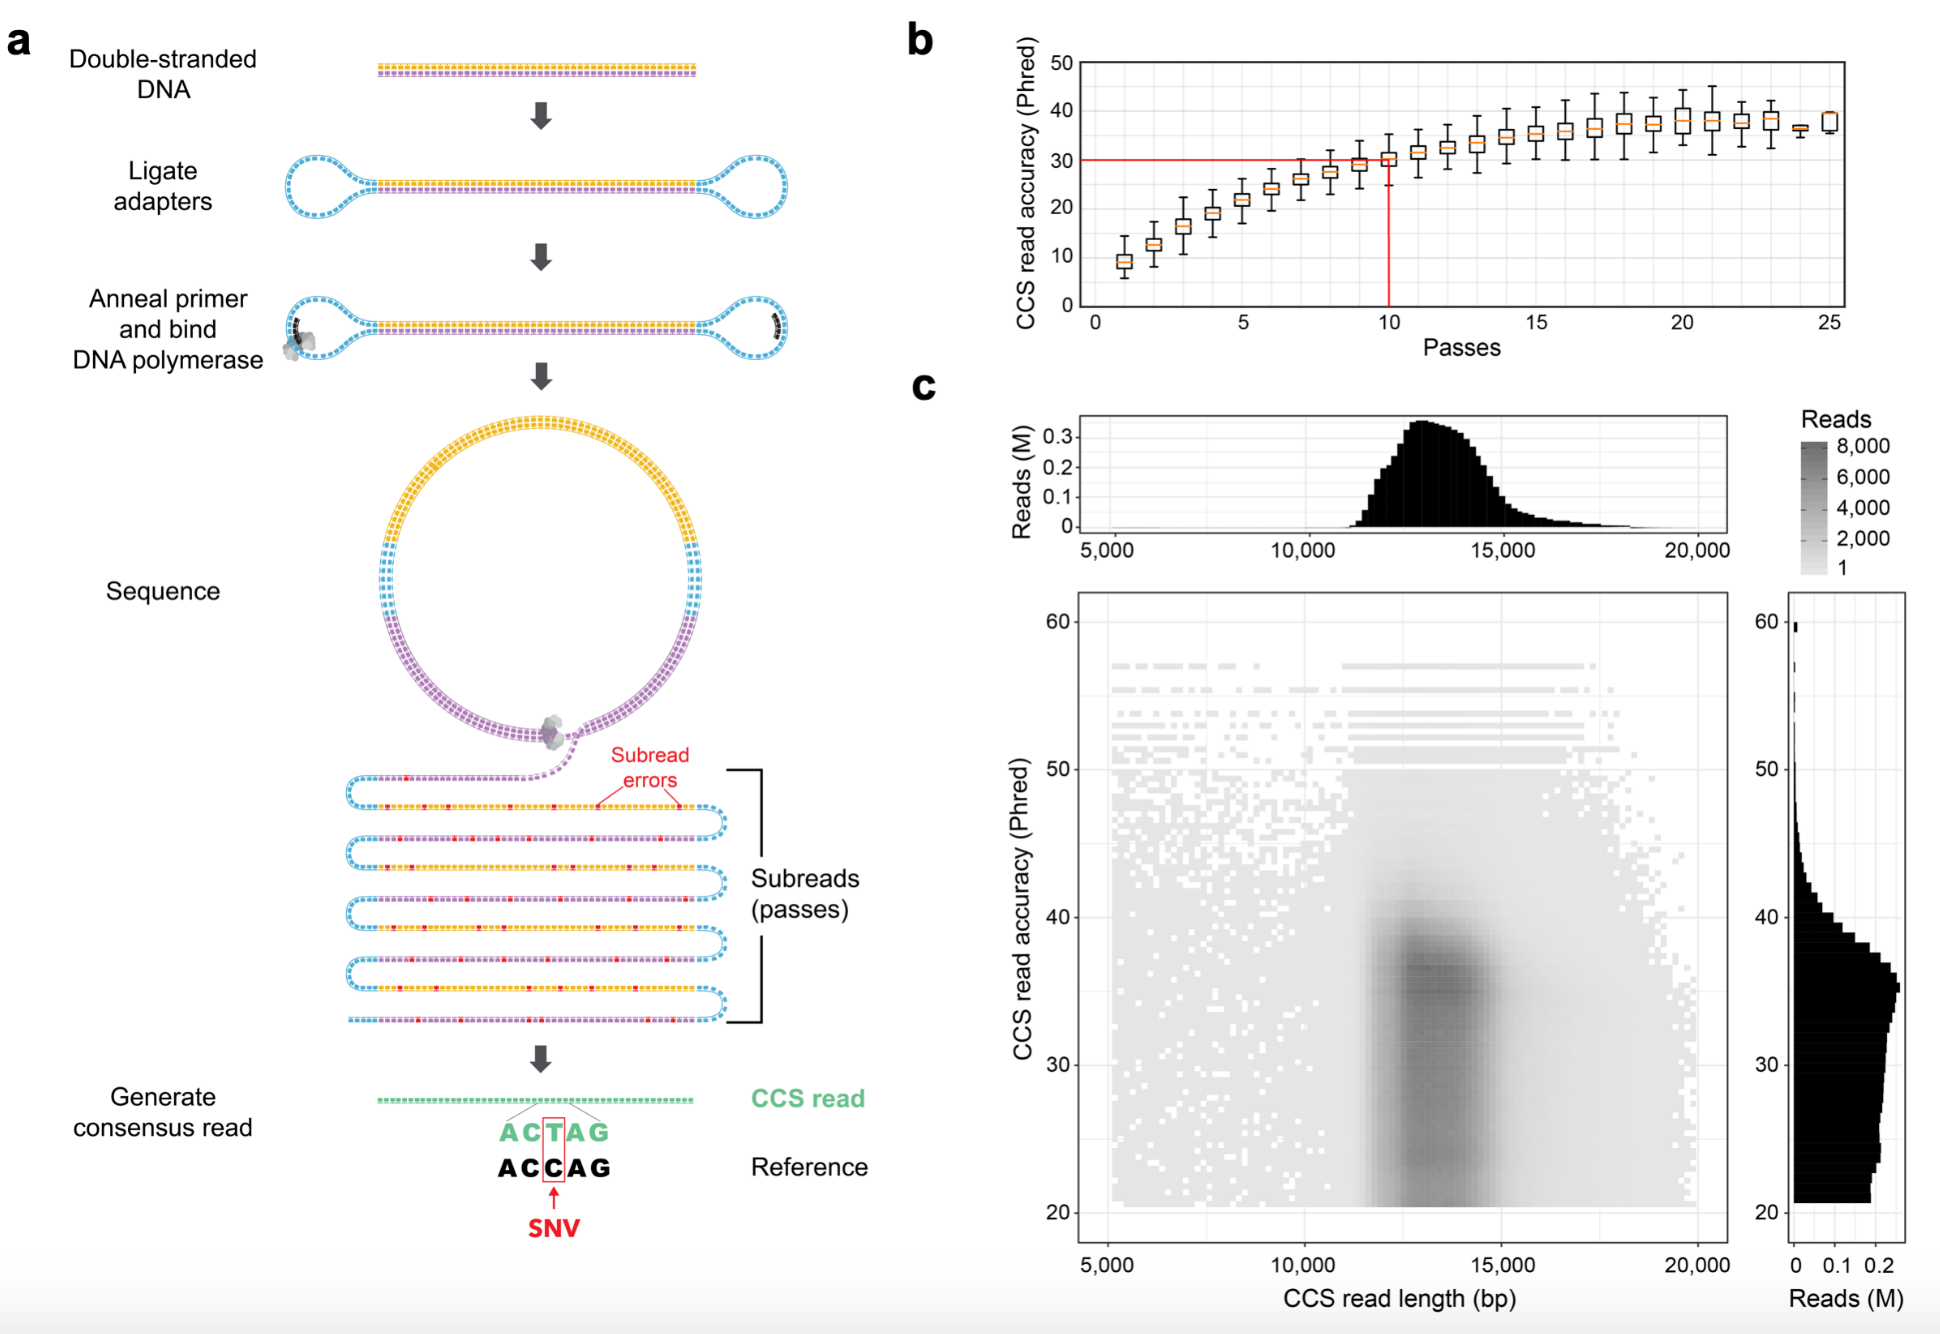 a
Double-stranded
DNA
Ligate
adapters
Anneal primer
and bind
DNA polymerase
Sequence
Subread
errors
Subreads
(passes)
Generate
consensus read
CCS read
ACTAG
ACCAG
Reference
SNV
b
CCS read accuracy (Phred)
50
40
30
20
10
0
0 5 10 15 20 25
Passes
c
Reads (M)
0.3
0.2
0.1
0
5,000 10,000 15,000 20,000
Reads
8,000
6,000
4,000
2,000
1
CCS read accuracy (Phred)
60
50
40
30
20
5,000 10,000 15,000 20,000
CCS read length (bp)
60
50
40
30
20
0 0.1 0.2
Reads (M)